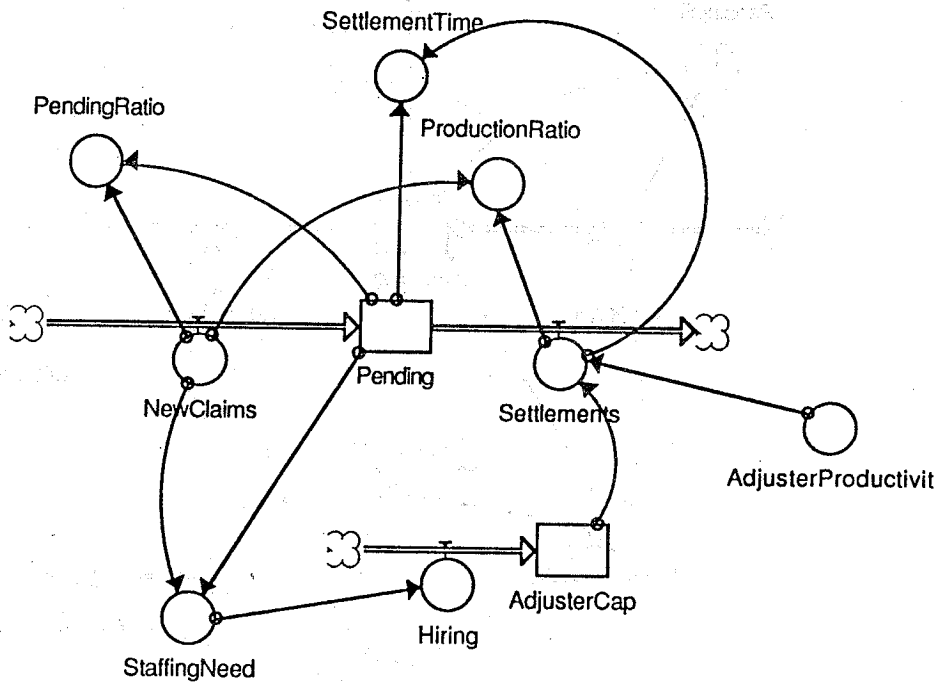 SettlementTime
PendingRatio
ProductionRatio
Pending
NewClaims
Settlements
AdjusterProductivit
AdjusterCap
Hiring
StaffingNeed